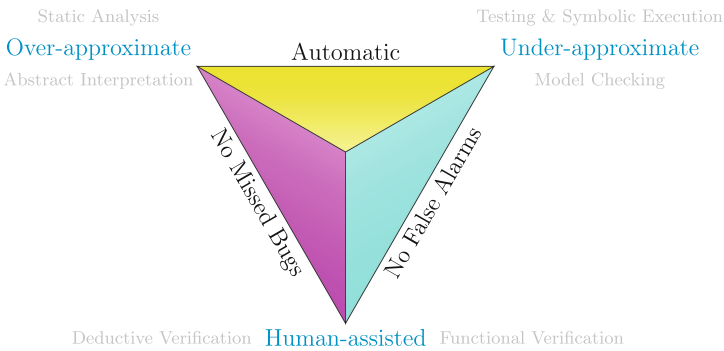 Static Analysis
Testing & Symbolic Execution
Over-approximate
Automatic
Under-approximate
Abstract Interpretation
Model Checking
No Missed Bugs
No False Alarms
Deductive Verification
Human-assisted
Functional Verification